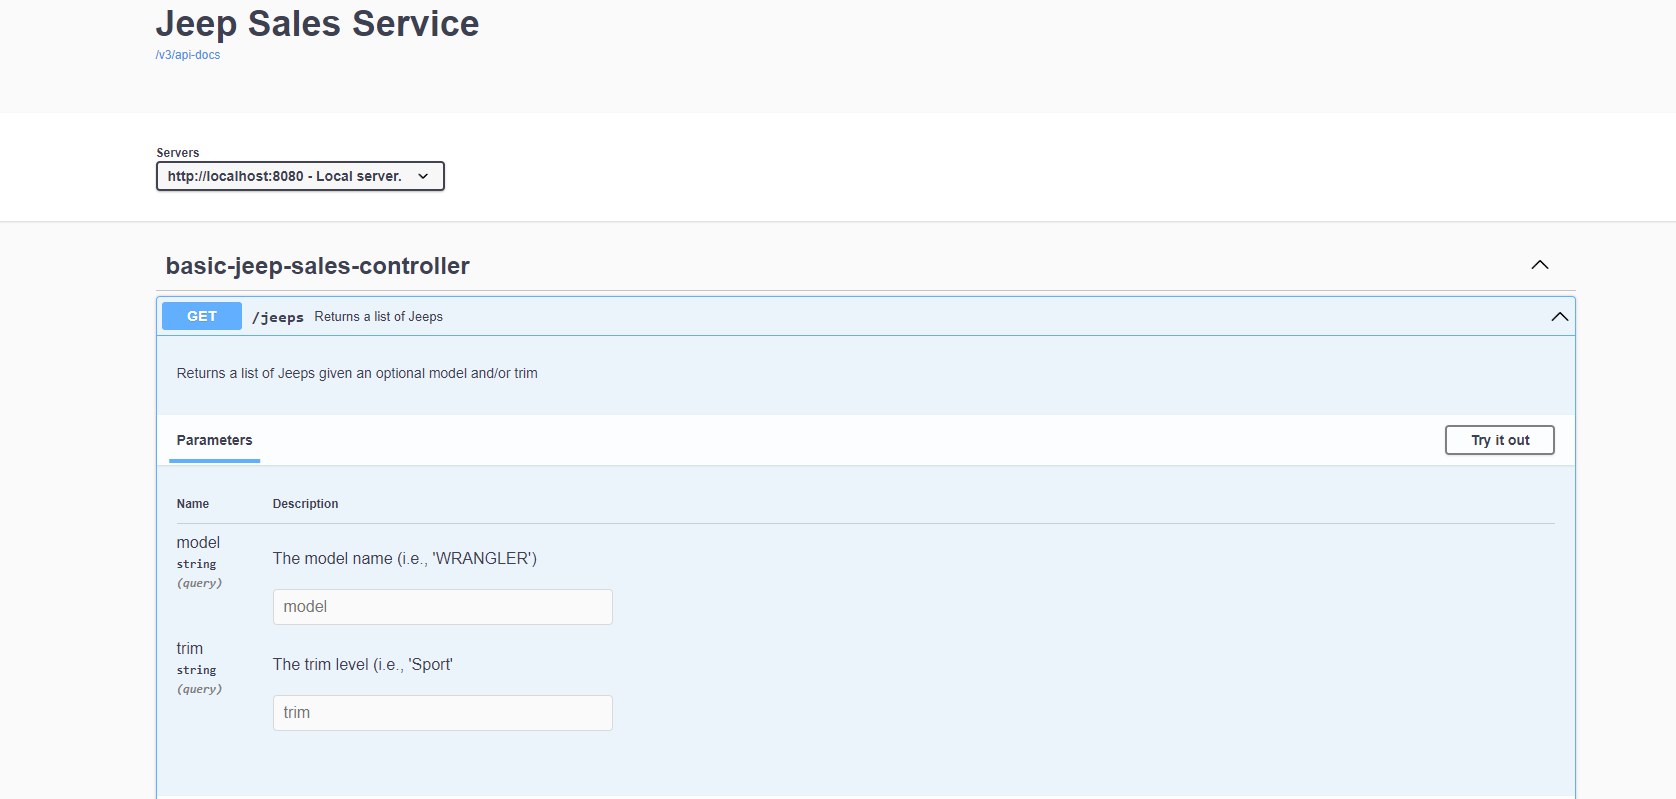 Jeep Sales Service
/v3/api-docs
Servers
http://localhost:8080 - Local server.
basic-jeep-sales-controller
GET /jeeps Returns a list of Jeeps
Returns a list of Jeeps given an optional model and/or trim
Parameters Try it out
Name Description
model
string
(query)
The model name (i.e., 'WRANGLER')
model
trim
string
(query)
The trim level (i.e., 'Sport'
trim